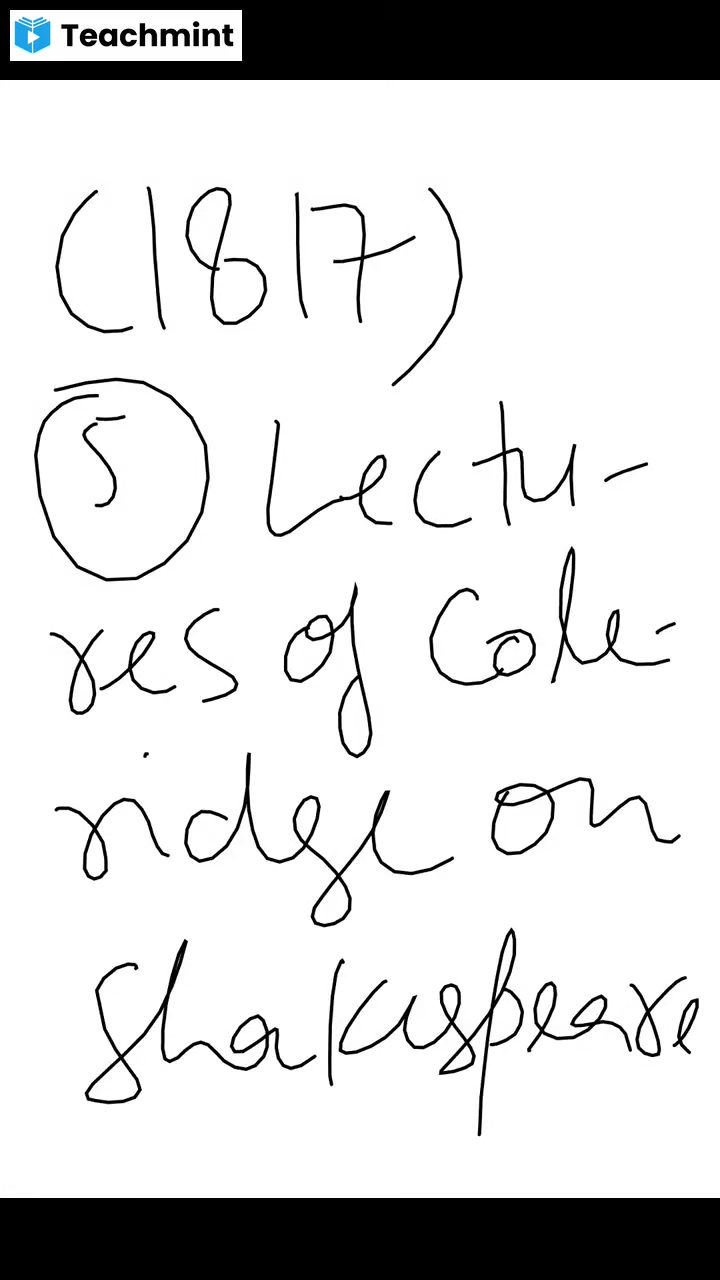 Teachmint
(1817)
5 Lectu-
res of Cole-
ridge on
Shakespeare